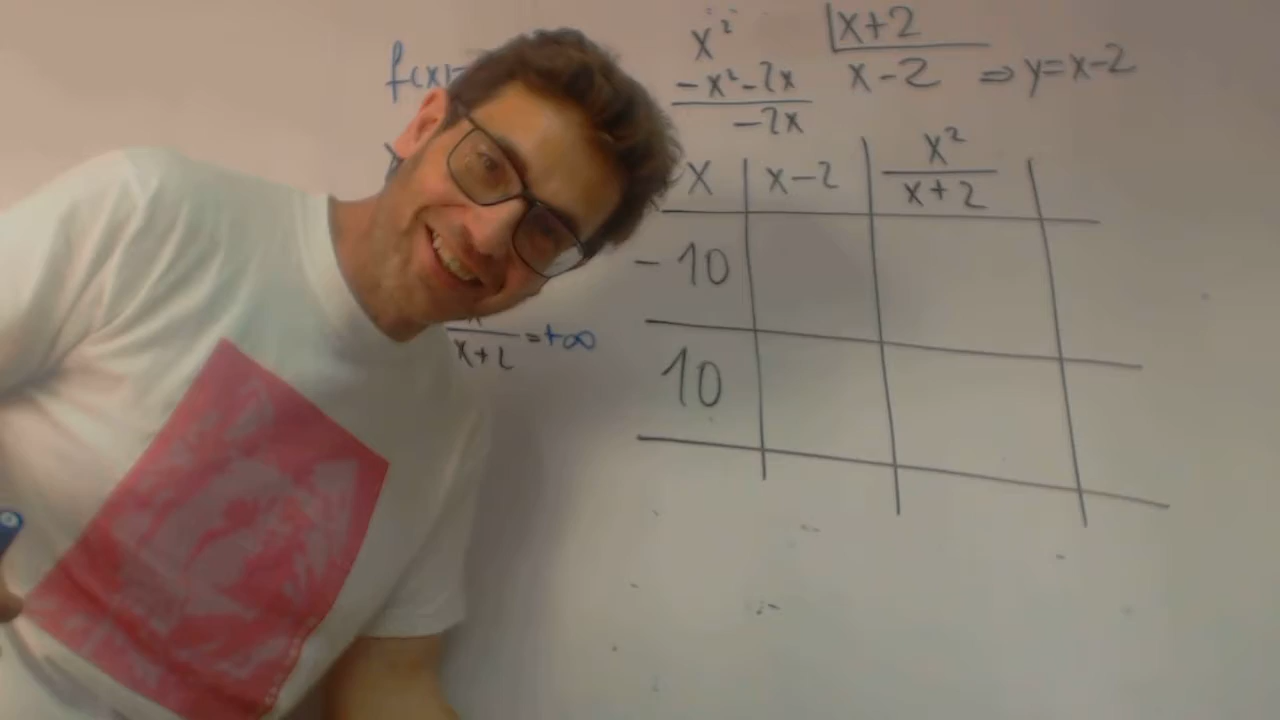 f(x)=
x² |x+2
-x²-2x x-2 ⇒ y=x-2
-2x
x x-2 x²/(x+2)
-10
10
x+2 =+∞